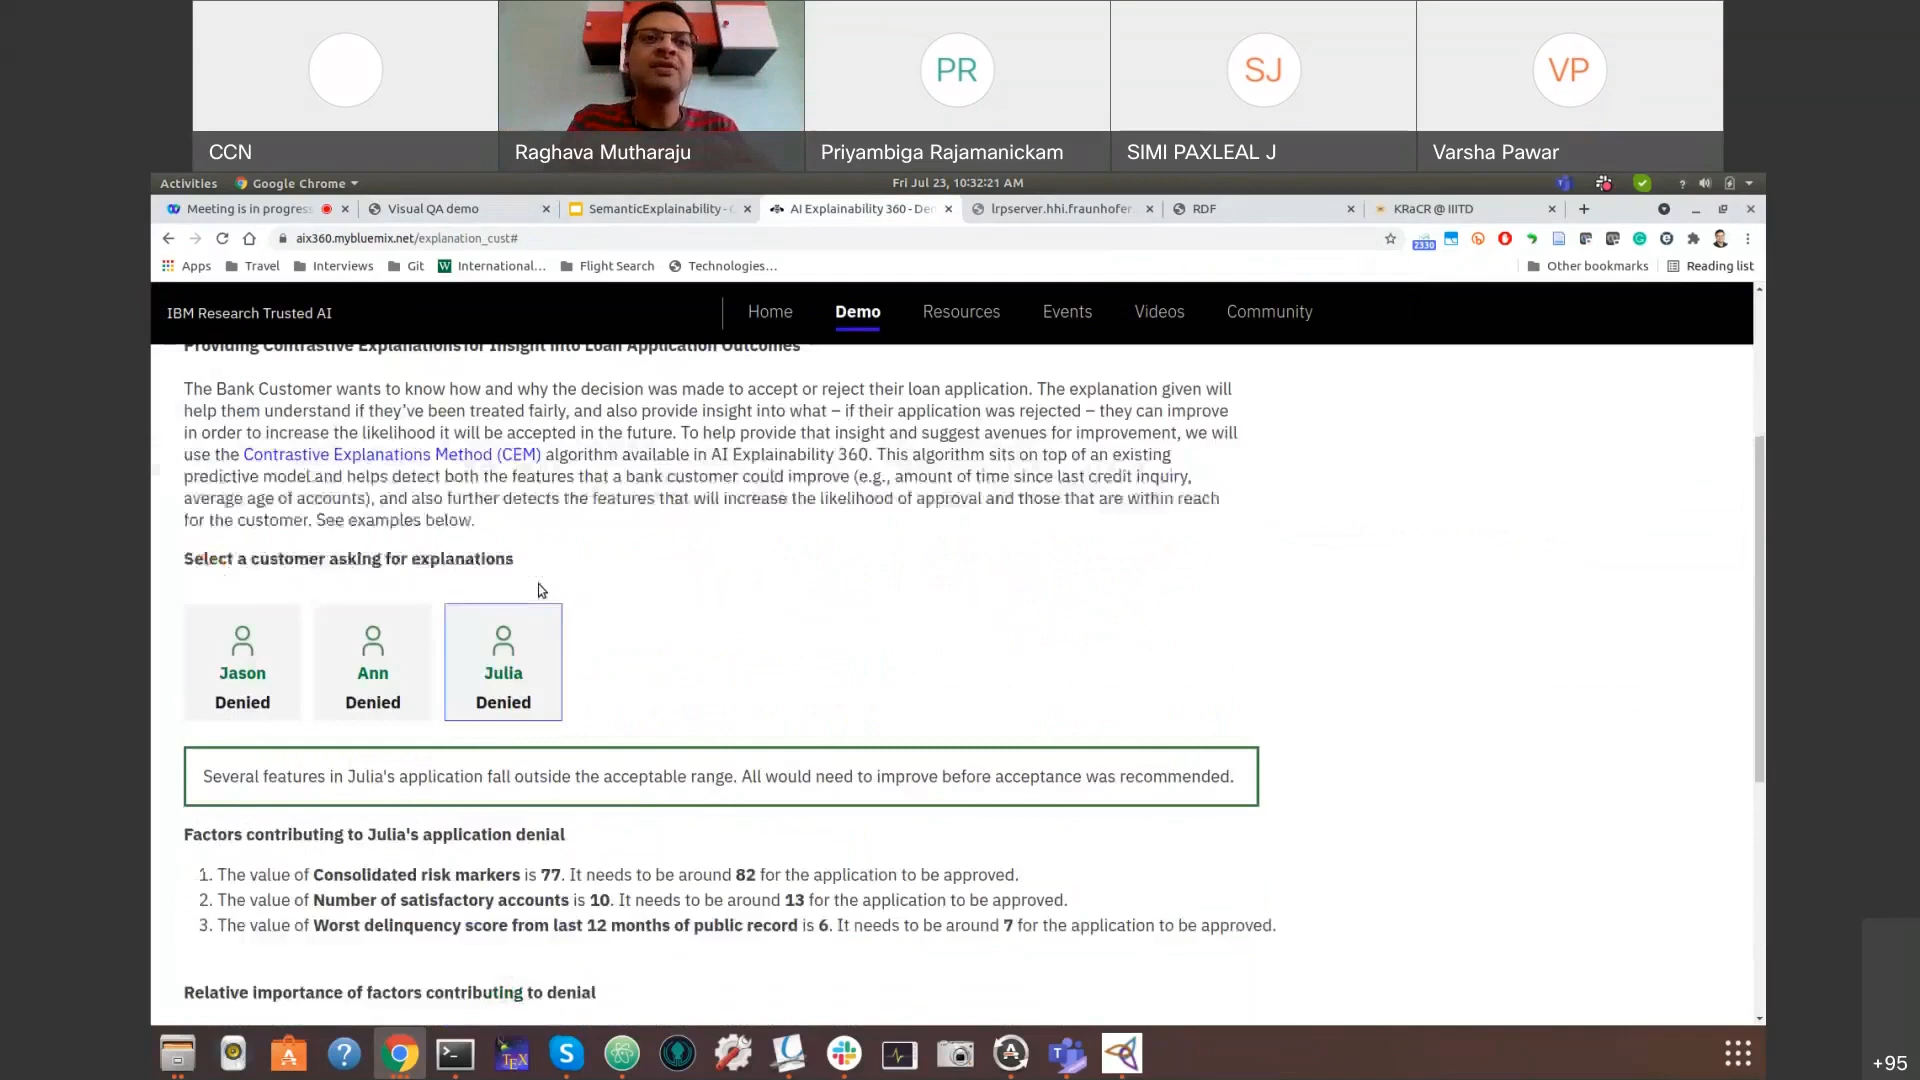 PR
SJ
VP
CCN
Raghava Mutharaju
Priyambiga Rajamanickam
SIMI PAXLEAL J
Varsha Pawar
Activities
Google Chrome
Fri Jul 23, 10:32:21 AM
Meeting is in progress
Visual QA demo
SemanticExplainability -
AI Explainability 360 - Den
lrpserver.hhi.fraunhofer.
RDF
KRaCR @ IIITD
aix360.mybluemix.net/explanation_cust#
2330
Apps
Travel
Interviews
Git
International...
Flight Search
Technologies...
Other bookmarks
Reading list
IBM Research Trusted AI
Home
Demo
Resources
Events
Videos
Community
Providing Contrastive Explanations for Insight into Loan Application Outcomes
The Bank Customer wants to know how and why the decision was made to accept or reject their loan application. The explanation given will
help them understand if they've been treated fairly, and also provide insight into what – if their application was rejected – they can improve
in order to increase the likelihood it will be accepted in the future. To help provide that insight and suggest avenues for improvement, we will
use the Contrastive Explanations Method (CEM) algorithm available in AI Explainability 360. This algorithm sits on top of an existing
predictive model and helps detect both the features that a bank customer could improve (e.g., amount of time since last credit inquiry,
average age of accounts), and also further detects the features that will increase the likelihood of approval and those that are within reach
for the customer. See examples below.
Select a customer asking for explanations
Jason
Denied
Ann
Denied
Julia
Denied
Several features in Julia's application fall outside the acceptable range. All would need to improve before acceptance was recommended.
Factors contributing to Julia's application denial
1. The value of Consolidated risk markers is 77. It needs to be around 82 for the application to be approved.
2. The value of Number of satisfactory accounts is 10. It needs to be around 13 for the application to be approved.
3. The value of Worst delinquency score from last 12 months of public record is 6. It needs to be around 7 for the application to be approved.
Relative importance of factors contributing to denial
TEX
+95